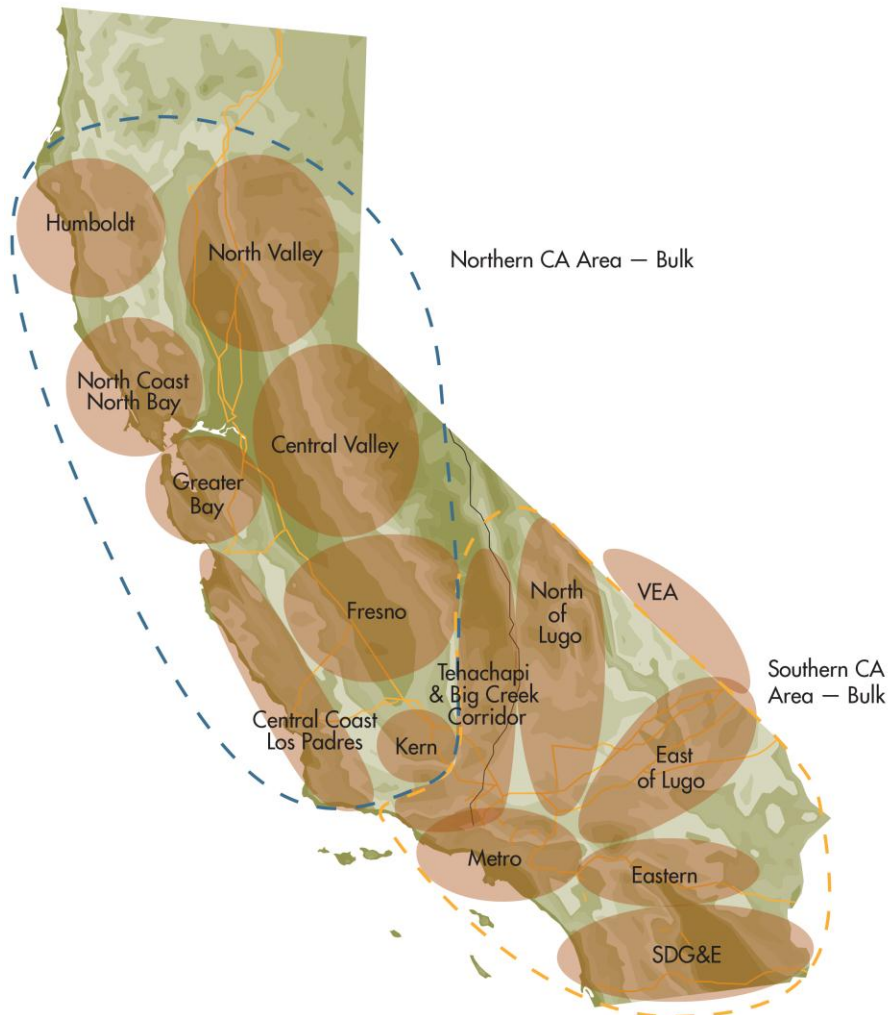 Humboldt
North Valley
Northern CA Area — Bulk
North Coast
North Bay
Central Valley
Greater
Bay
Fresno
North
of
Lugo
VEA
Tehachapi
& Big Creek
Corridor
Southern CA
Area — Bulk
Central Coast
Los Padres
Kern
East
of Lugo
Metro
Eastern
SDG&E